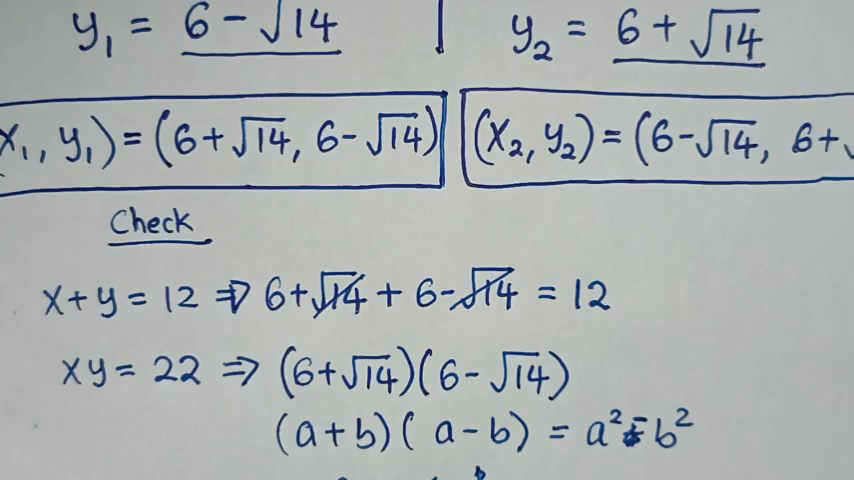 y₁ = 6 - √14 | y₂ = 6 + √14
x₁, y₁) = (6+√14, 6-√14) (x₂, y₂) = (6-√14, 6+√
Check
x+y = 12 ⇒ 6+√14 + 6-√14 = 12
xy = 22 ⇒ (6+√14)(6-√14)
(a+b)(a-b) = a²-b²